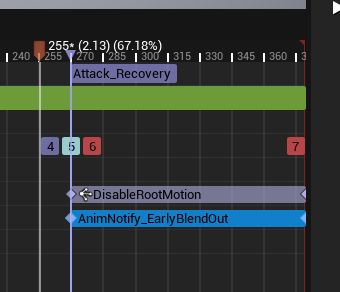 255* (2.13) (67.18%)
240 255 270 285 300 315 330 345 360 3
Attack_Recovery
4 5 6 7
DisableRootMotion
AnimNotify_EarlyBlendOut